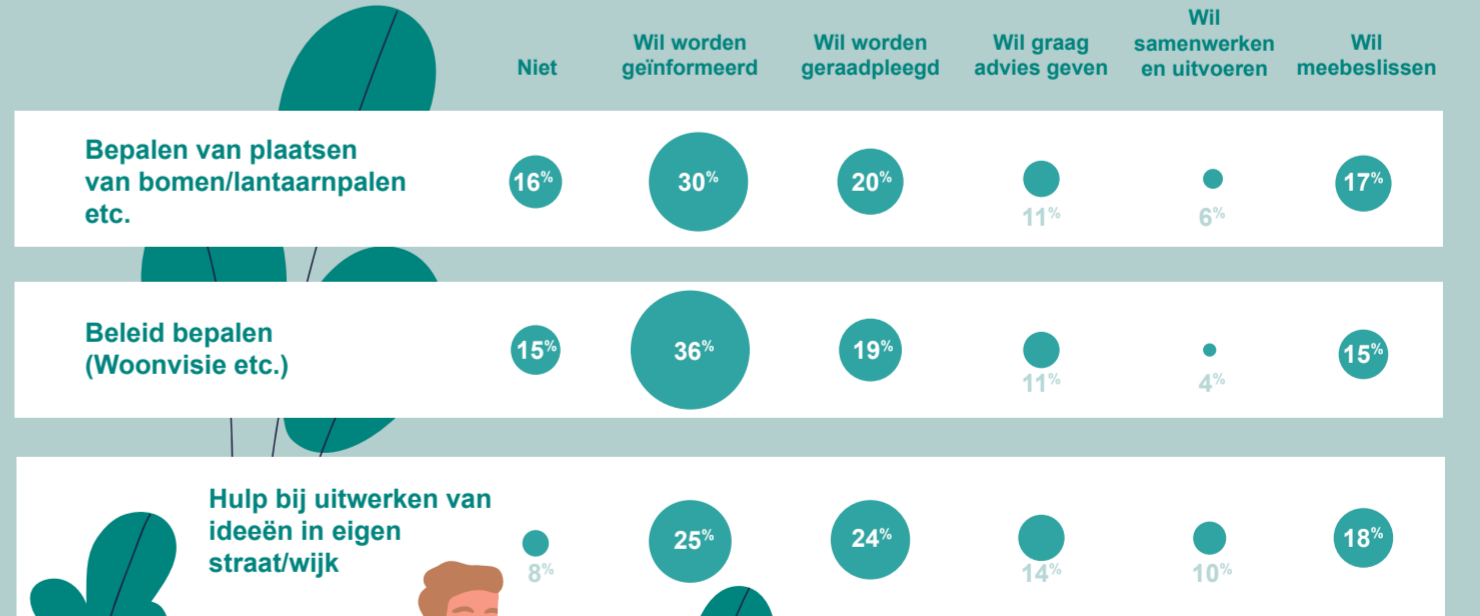 Niet
Wil worden
geïnformeerd
Wil worden
geraadpleegd
Wil graag
advies geven
Wil
samenwerken
en uitvoeren
Wil
meebeslissen
Bepalen van plaatsen
van bomen/lantaarnpalen
etc.
16% 30% 20% 11% 6% 17%
Beleid bepalen
(Woonvisie etc.)
15% 36% 19% 11% 4% 15%
Hulp bij uitwerken van
ideeën in eigen
straat/wijk
8% 25% 24% 14% 10% 18%